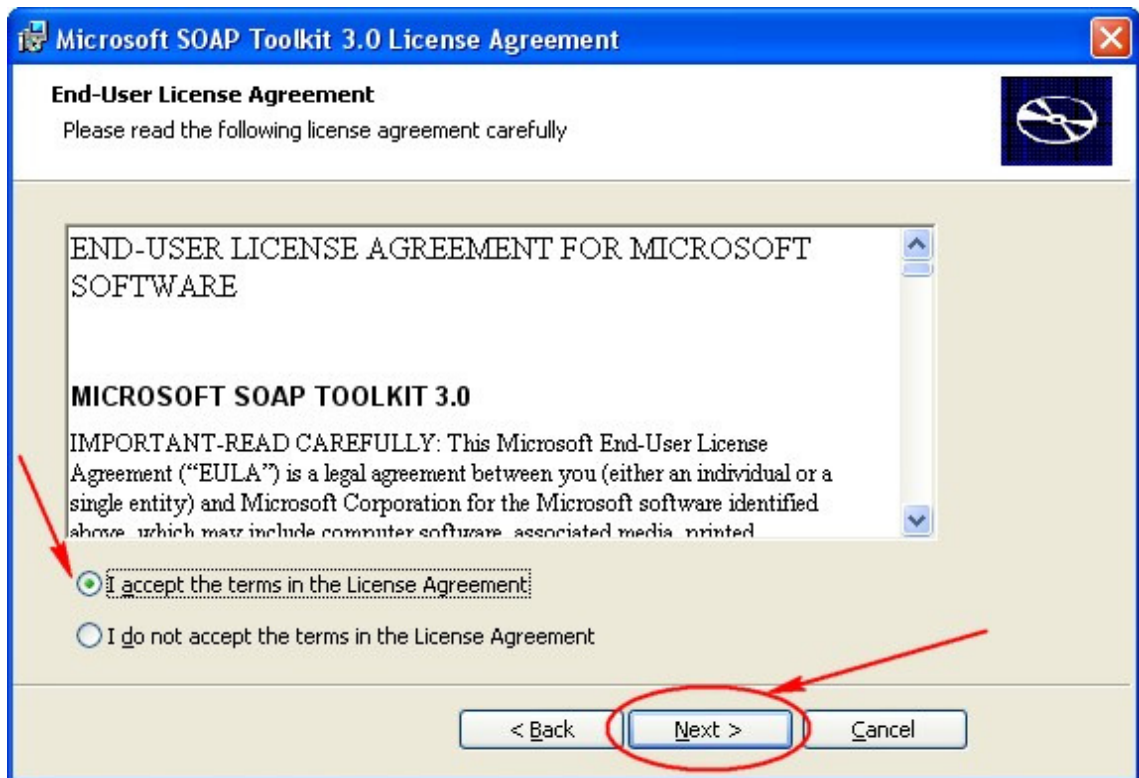 Microsoft SOAP Toolkit 3.0 License Agreement
End-User License Agreement
Please read the following license agreement carefully
END-USER LICENSE AGREEMENT FOR MICROSOFT
SOFTWARE
MICROSOFT SOAP TOOLKIT 3.0
IMPORTANT-READ CAREFULLY: This Microsoft End-User License
Agreement (“EULA”) is a legal agreement between you (either an individual or a
single entity) and Microsoft Corporation for the Microsoft software identified
above, which may include computer software, associated media, printed
I accept the terms in the License Agreement
I do not accept the terms in the License Agreement
< Back Next > Cancel